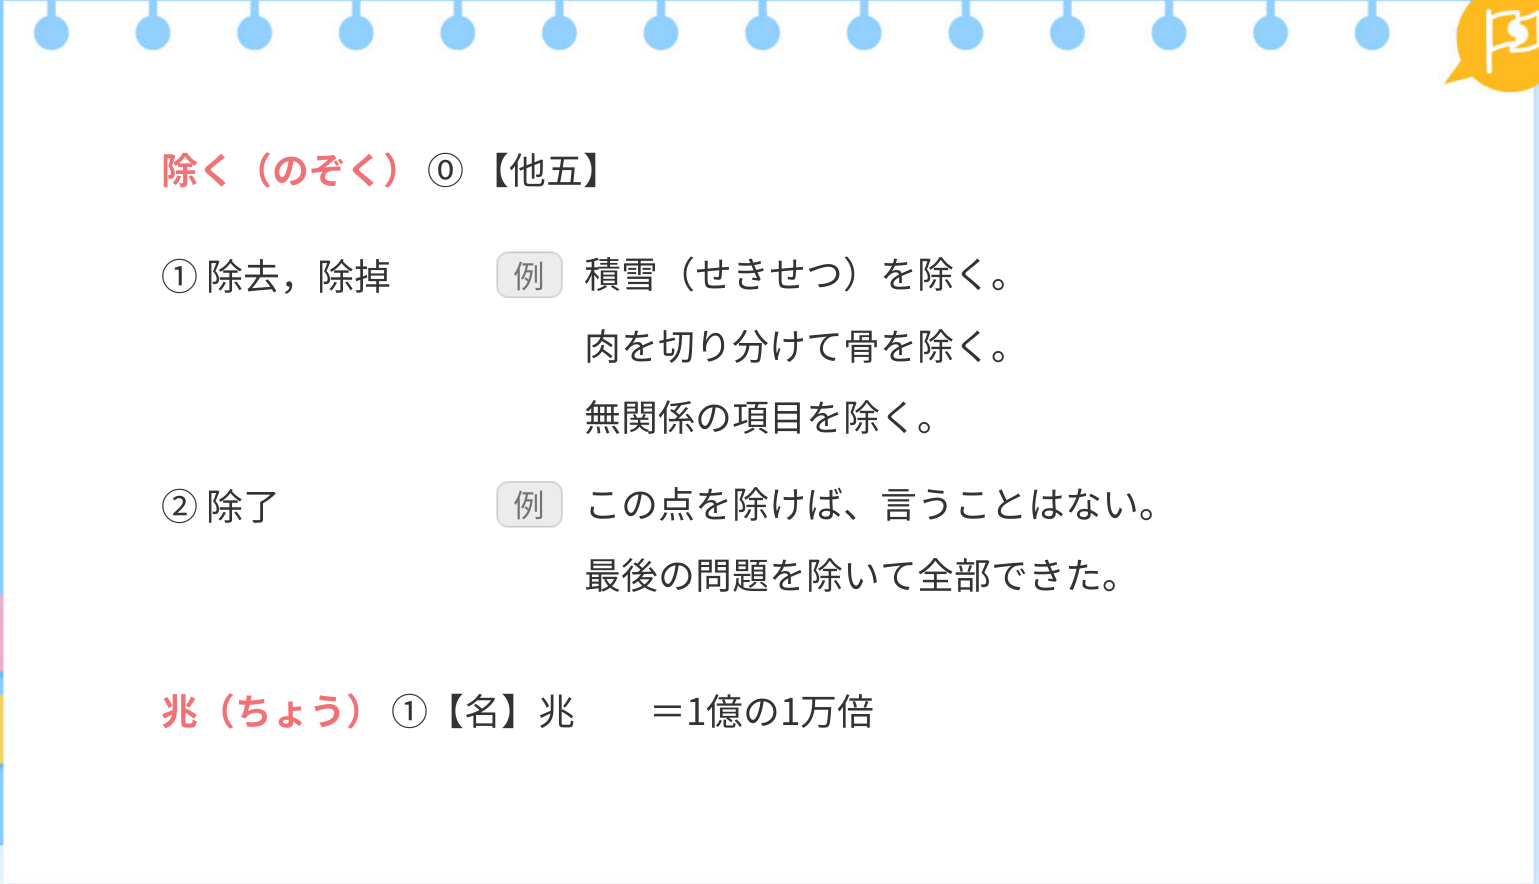 除く（のぞく）⓪ 【他五】
① 除去，除掉 例 積雪（せきせつ）を除く。
肉を切り分けて骨を除く。
無関係の項目を除く。
② 除了 例 この点を除けば、言うことはない。
最後の問題を除いて全部できた。
兆（ちょう）①【名】兆 ＝1億の1万倍